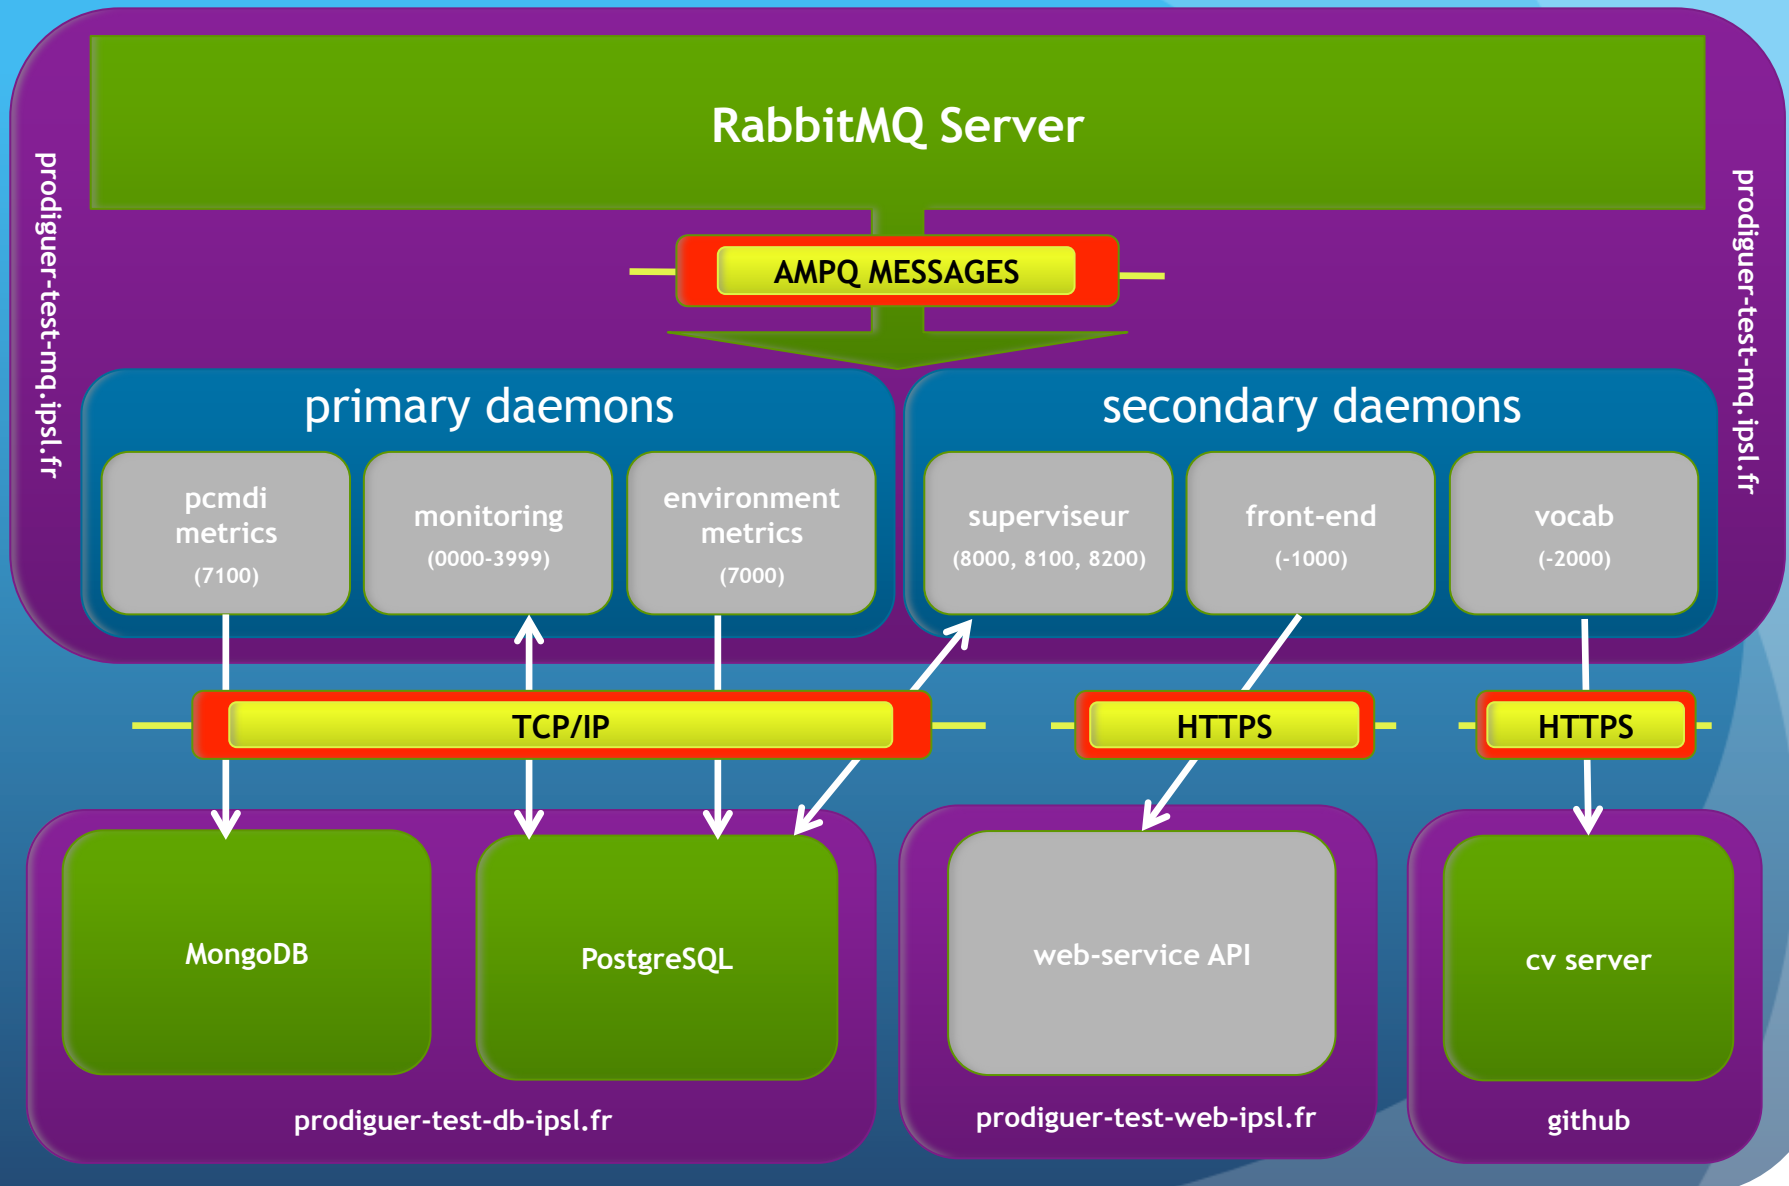 RabbitMQ Server
prodiguer-test-mq.ipsl.fr
prodiguer-test-mq.ipsl.fr
AMPQ MESSAGES
primary daemons
secondary daemons
pcmdi
metrics
(7100)
monitoring
(0000-3999)
environment
metrics
(7000)
superviseur
(8000, 8100, 8200)
front-end
(-1000)
vocab
(-2000)
TCP/IP
HTTPS
HTTPS
MongoDB
PostgreSQL
web-service API
cv server
prodiguer-test-db-ipsl.fr
prodiguer-test-web-ipsl.fr
github